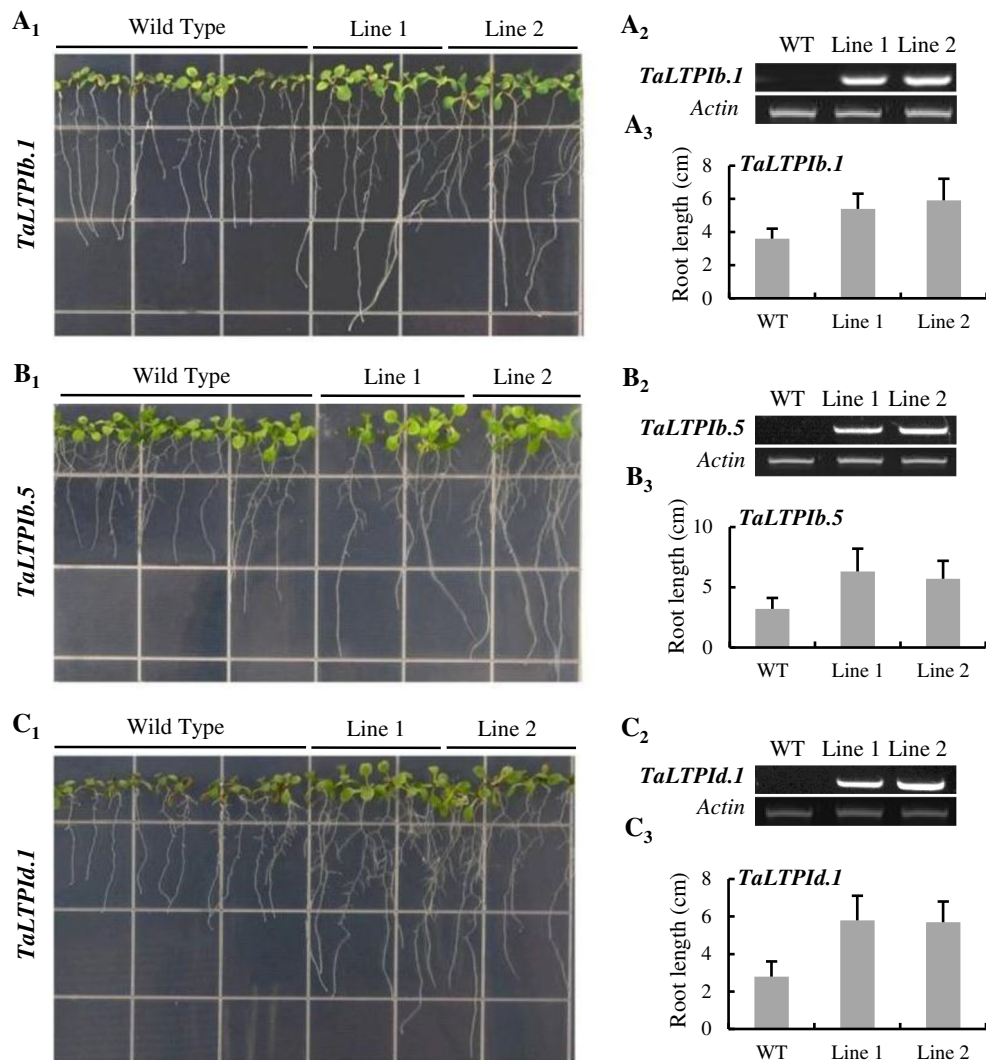 A1
Wild Type Line 1 Line 2
TaLTPIb.1
A2
WT Line 1 Line 2
TaLTPIb.1
Actin
A3
TaLTPIb.1
Root length (cm)
8
6
4
2
0
WT Line 1 Line 2
B1
Wild Type Line 1 Line 2
TaLTPIb.5
B2
WT Line 1 Line 2
TaLTPIb.5
Actin
B3
TaLTPIb.5
Root length (cm)
10
5
0
WT Line 1 Line 2
C1
Wild Type Line 1 Line 2
TaLTPId.1
C2
WT Line 1 Line 2
TaLTPId.1
Actin
C3
TaLTPId.1
Root length (cm)
8
6
4
2
0
WT Line 1 Line 2